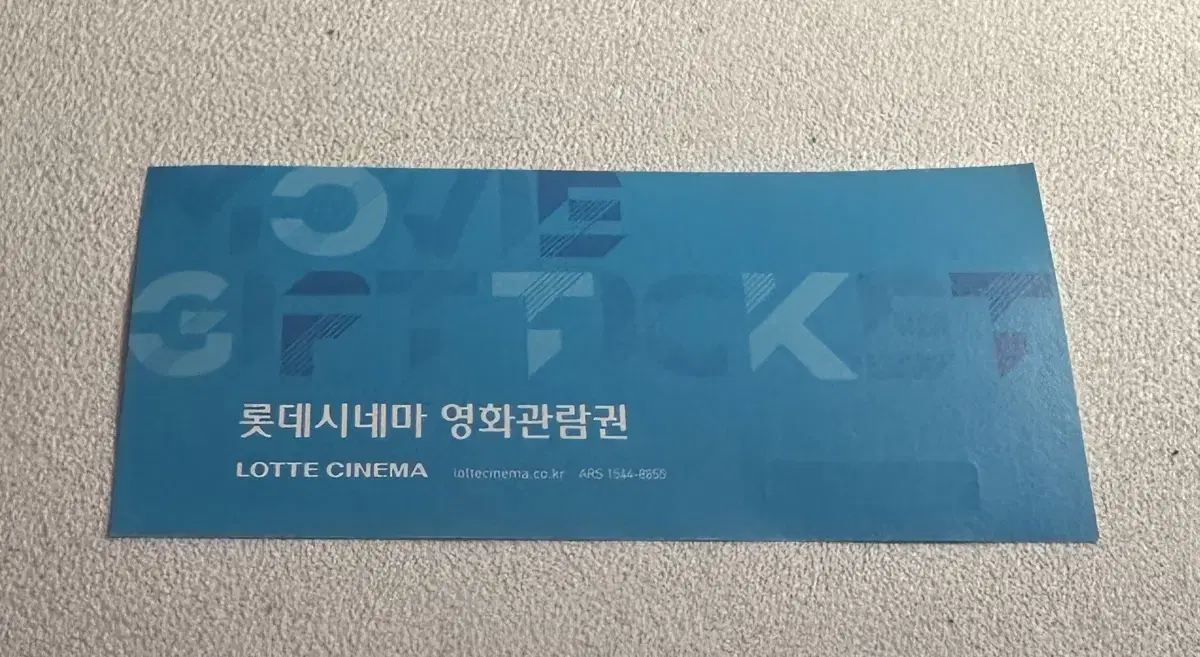 MOVIE
GIFT TICKET
롯데시네마 영화관람권
LOTTE CINEMA lottecinema.co.kr ARS 1544-8855